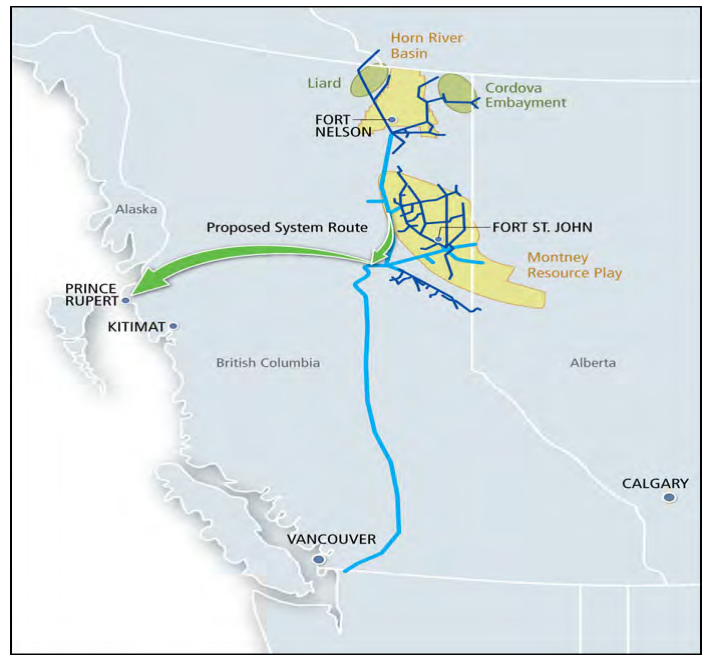 Horn River
Basin
Liard
Cordova
Embayment
FORT
NELSON
Alaska
Proposed System Route
FORT ST. JOHN
Montney
Resource Play
PRINCE
RUPERT
KITIMAT
British Columbia
Alberta
CALGARY
VANCOUVER